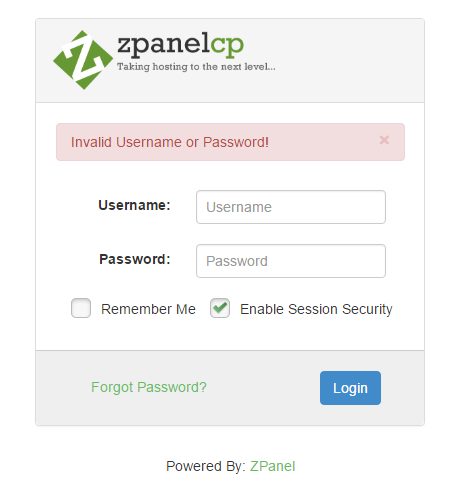 zpanelcp
Taking hosting to the next level...
Invalid Username or Password!
×
Username:
Username
Password:
Password
Remember Me Enable Session Security
Forgot Password? Login
Powered By: ZPanel